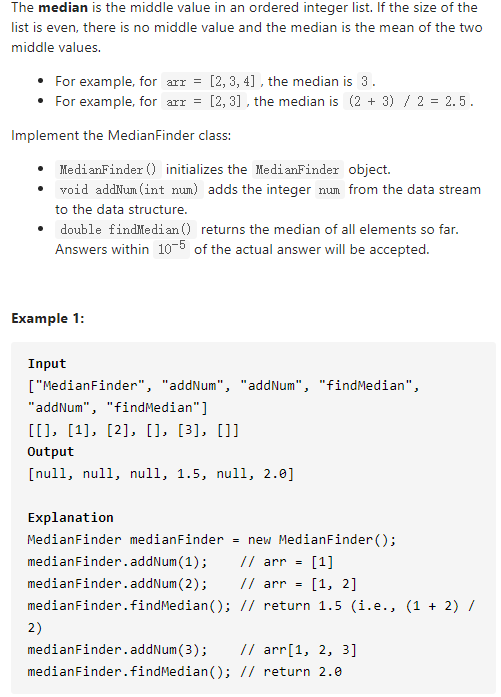 The median is the middle value in an ordered integer list. If the size of the
list is even, there is no middle value and the median is the mean of the two
middle values.
• For example, for arr = [2,3,4] , the median is 3 .
• For example, for arr = [2,3] , the median is (2 + 3) / 2 = 2.5 .
Implement the MedianFinder class:
• MedianFinder() initializes the MedianFinder object.
• void addNum(int num) adds the integer num from the data stream
to the data structure.
• double findMedian() returns the median of all elements so far.
Answers within 10⁻⁵ of the actual answer will be accepted.
Example 1:
Input
["MedianFinder", "addNum", "addNum", "findMedian",
"addNum", "findMedian"]
[[], [1], [2], [], [3], []]
Output
[null, null, null, 1.5, null, 2.0]
Explanation
MedianFinder medianFinder = new MedianFinder();
medianFinder.addNum(1);    // arr = [1]
medianFinder.addNum(2);    // arr = [1, 2]
medianFinder.findMedian(); // return 1.5 (i.e., (1 + 2) /
2)
medianFinder.addNum(3);    // arr[1, 2, 3]
medianFinder.findMedian(); // return 2.0